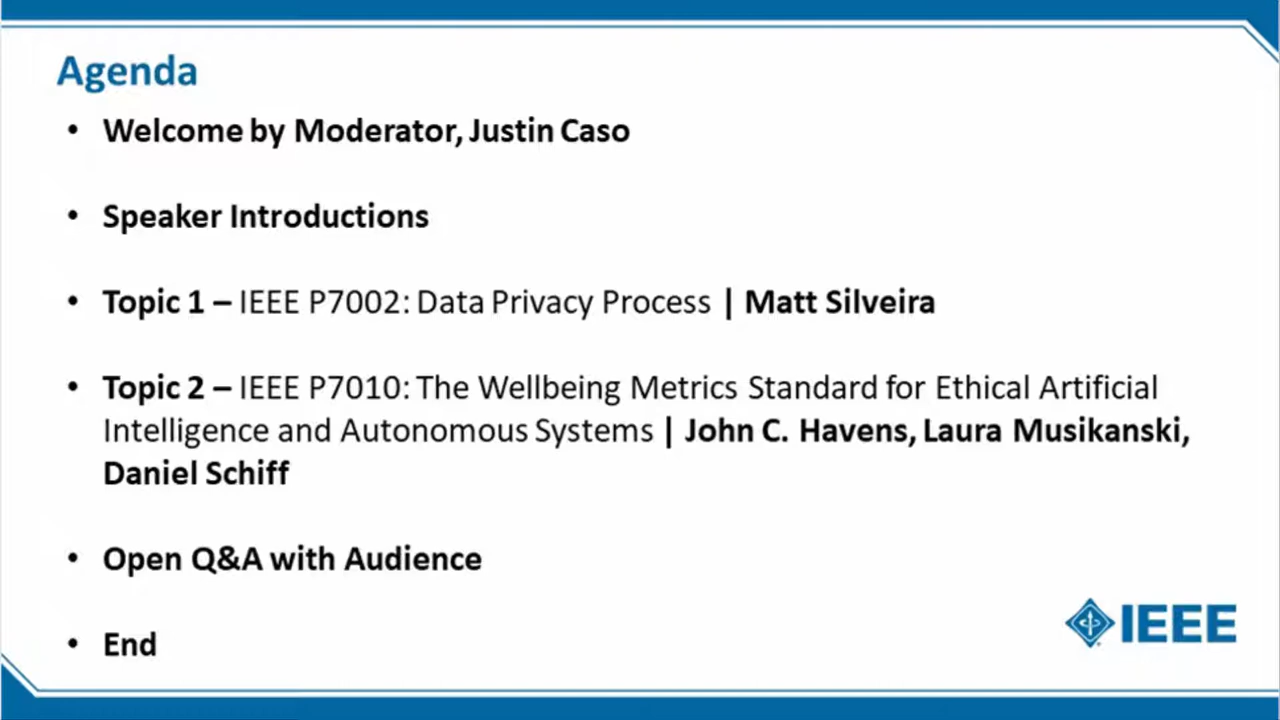 Agenda
• Welcome by Moderator, Justin Caso
• Speaker Introductions
• Topic 1 – IEEE P7002: Data Privacy Process | Matt Silveira
• Topic 2 – IEEE P7010: The Wellbeing Metrics Standard for Ethical Artificial
Intelligence and Autonomous Systems | John C. Havens, Laura Musikanski,
Daniel Schiff
• Open Q&A with Audience
• End
IEEE